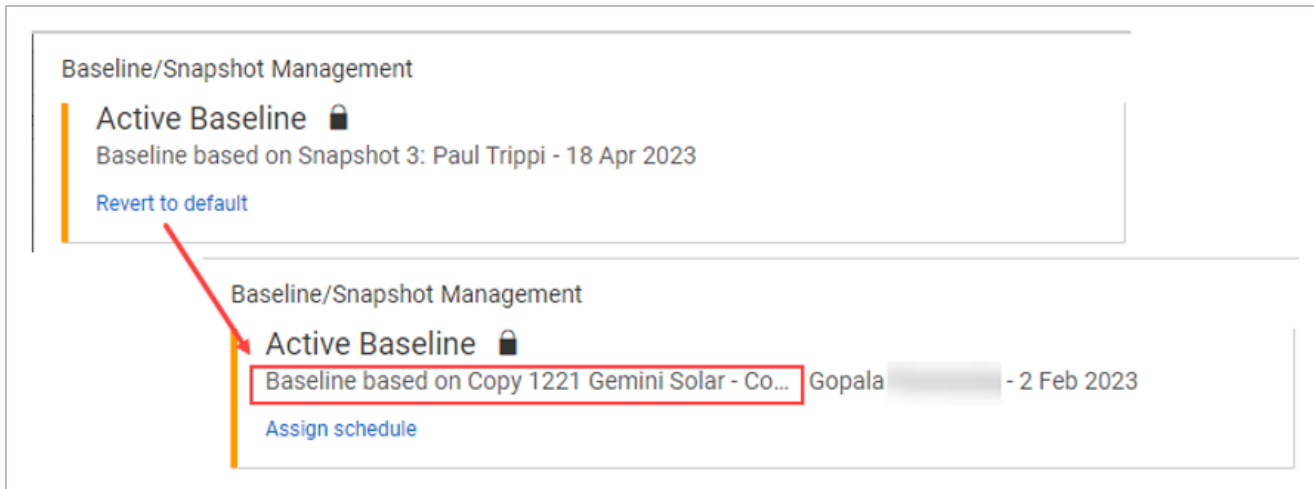 Baseline/Snapshot Management
Active Baseline
Baseline based on Snapshot 3: Paul Trippi - 18 Apr 2023
Revert to default
Baseline/Snapshot Management
Active Baseline
Baseline based on Copy 1221 Gemini Solar - Co... Gopala - 2 Feb 2023
Assign schedule